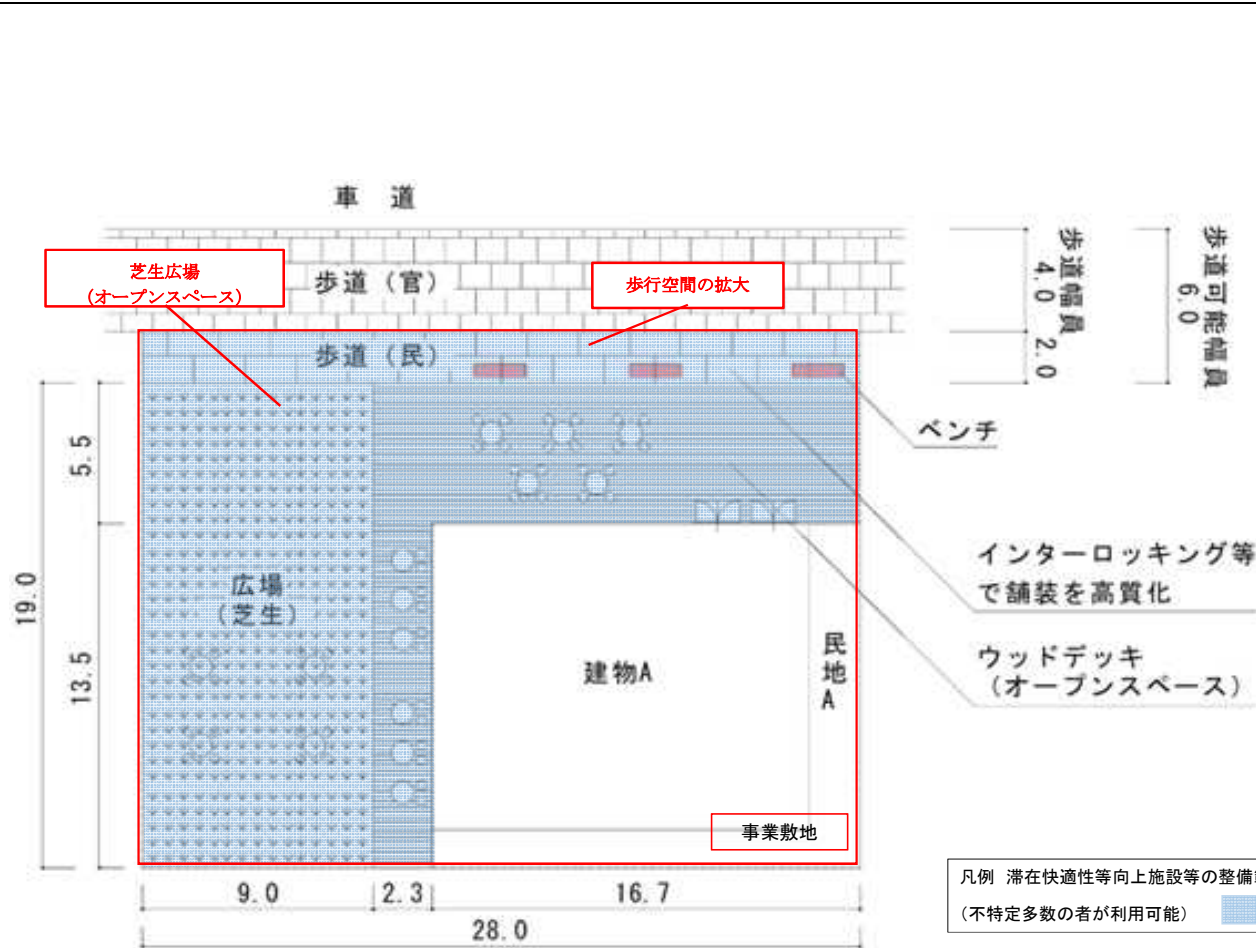 車 道
芝生広場
(オープンスペース)
歩道(官)
歩行空間の拡大
歩道幅員
4.0
2.0
歩道可能幅員
6.0
歩道(民)
ベンチ
5.5
19.0
13.5
広場
(芝生)
建物A
民地A
インターロッキング等
で舗装を高質化
ウッドデッキ
(オープンスペース)
事業敷地
9.0
2.3
16.7
28.0
凡例 滞在快適性等向上施設等の整備
(不特定多数の者が利用可能)